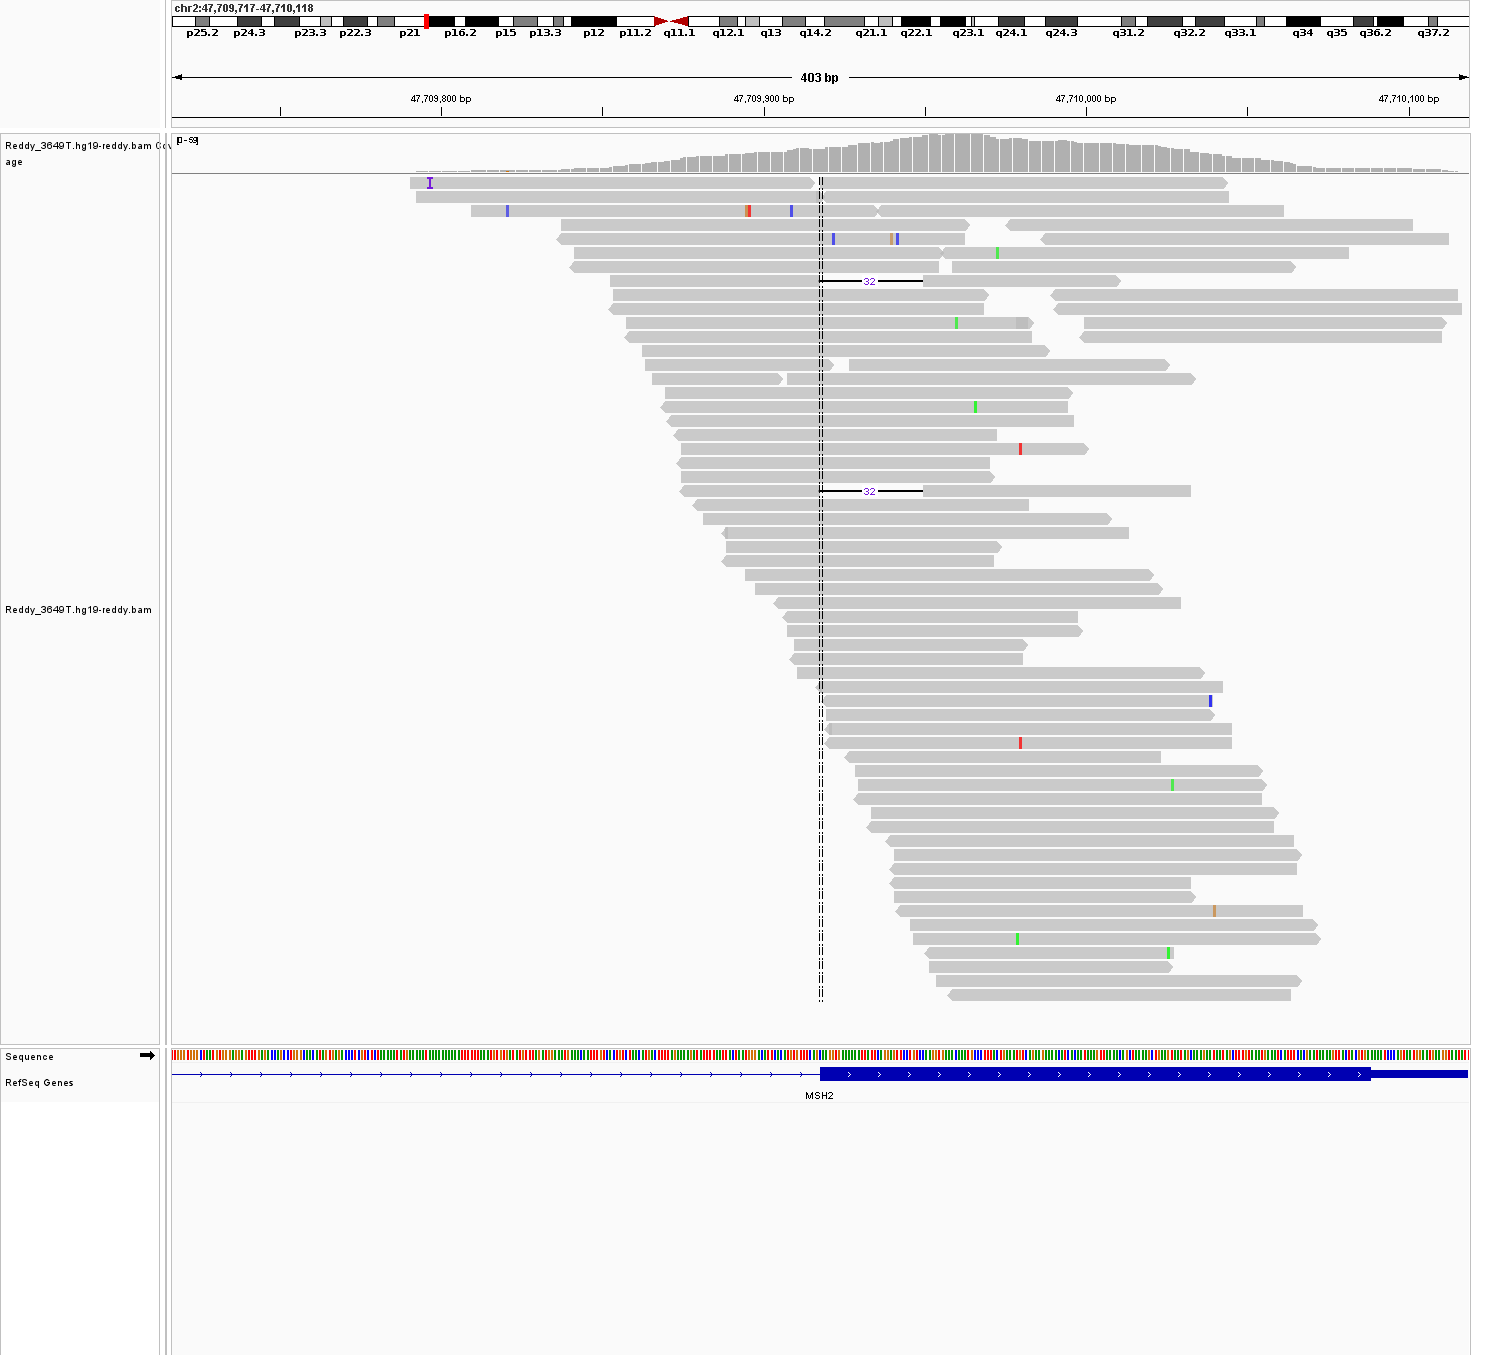 chr2:47,709,717-47,710,118
p25.2 p24.3 p23.3 p22.3 p21 p16.2 p15 p13.3 p12 p11.2 q11.1 q12.1 q13 q14.2 q21.1 q22.1 q23.1 q24.1 q24.3 q31.2 q32.2 q33.1 q34 q35 q36.2 q37.2
403 bp
47,709,800 bp 47,709,900 bp 47,710,000 bp 47,710,100 bp
[0 - 59]
Reddy_3649T.hg19-reddy.bam Cov
age
32
32
Reddy_3649T.hg19-reddy.bam
Sequence
RefSeq Genes
MSH2